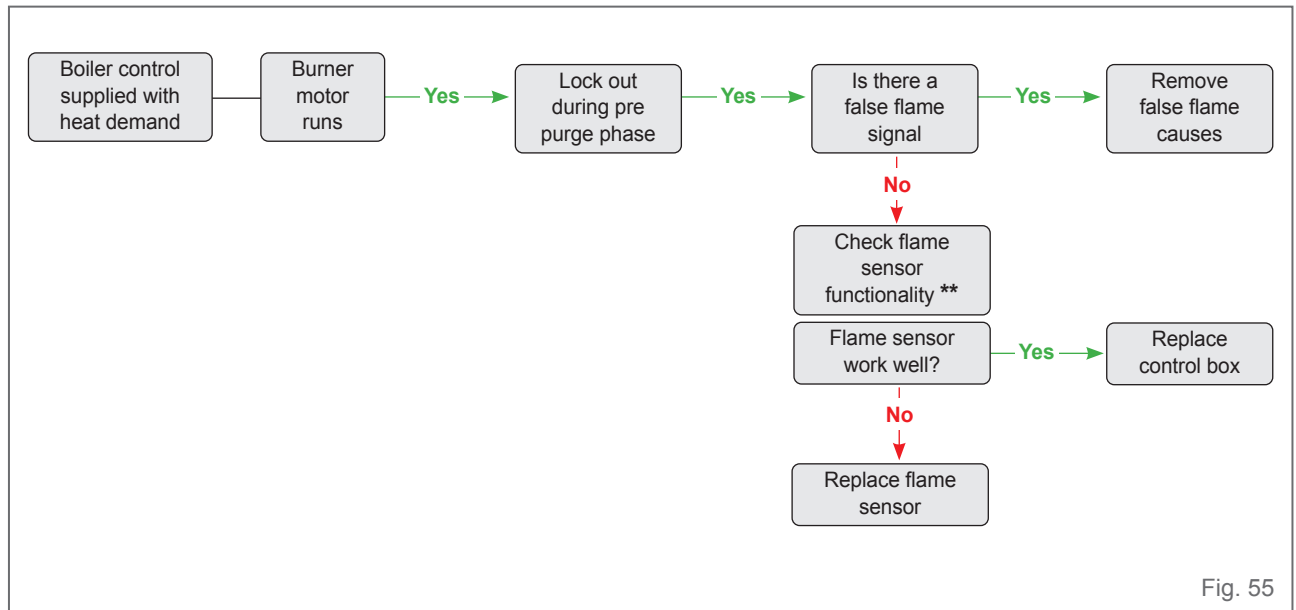 Boiler control
supplied with
heat demand
Burner
motor
runs
Yes
Lock out
during pre
purge phase
Yes
Is there a
false flame
signal
Yes
Remove
false flame
causes
No
Check flame
sensor
functionality **
Flame sensor
work well?
Yes
Replace
control box
No
Replace flame
sensor
Fig. 55